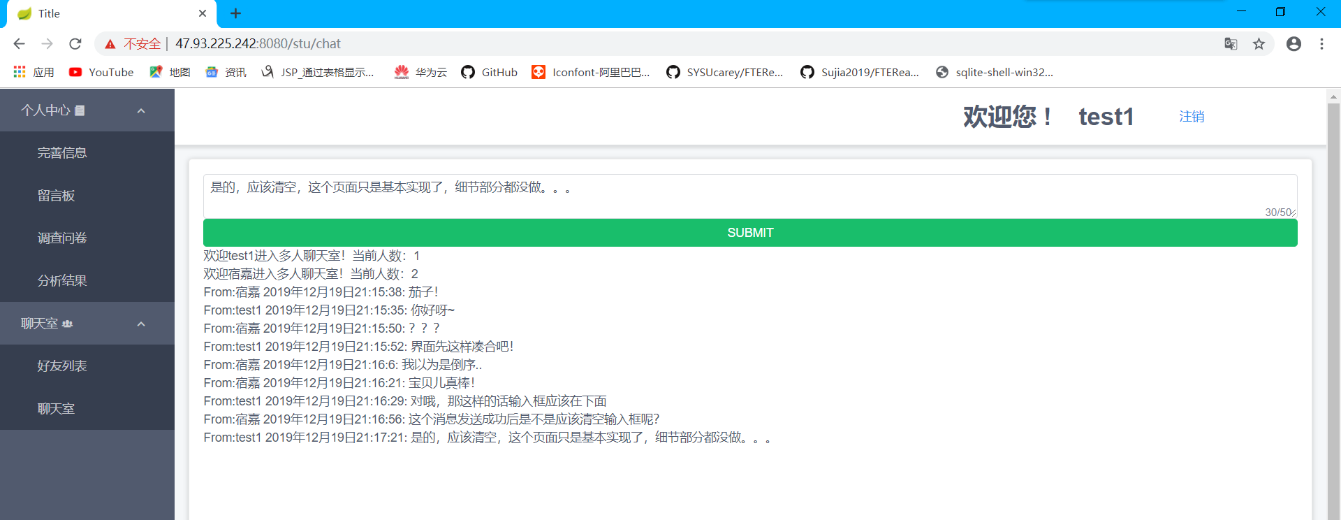 Title
不安全 | 47.93.225.242:8080/stu/chat
应用 YouTube 地图 资讯 JSP_通过表格显示... 华为云 GitHub Iconfont-阿里巴巴... SYSUcarey/FTERe... Sujia2019/FTERea... sqlite-shell-win32...
个人中心
完善信息
留言板
调查问卷
分析结果
聊天室
好友列表
聊天室
欢迎您！ test1 注销
是的，应该清空，这个页面只是基本实现了，细节部分都没做。。。
30/50
SUBMIT
欢迎test1进入多人聊天室！当前人数：1
欢迎宿嘉进入多人聊天室！当前人数：2
From:宿嘉 2019年12月19日21:15:38: 茄子！
From:test1 2019年12月19日21:15:35: 你好呀~
From:宿嘉 2019年12月19日21:15:50: ？？？
From:test1 2019年12月19日21:15:52: 界面先这样凑合吧！
From:宿嘉 2019年12月19日21:16:6: 我以为是倒序..
From:宿嘉 2019年12月19日21:16:21: 宝贝儿真棒！
From:test1 2019年12月19日21:16:29: 对哦，那这样的话输入框应该在下面
From:宿嘉 2019年12月19日21:16:56: 这个消息发送成功后是不是应该清空输入框呢？
From:test1 2019年12月19日21:17:21: 是的，应该清空，这个页面只是基本实现了，细节部分都没做。。。